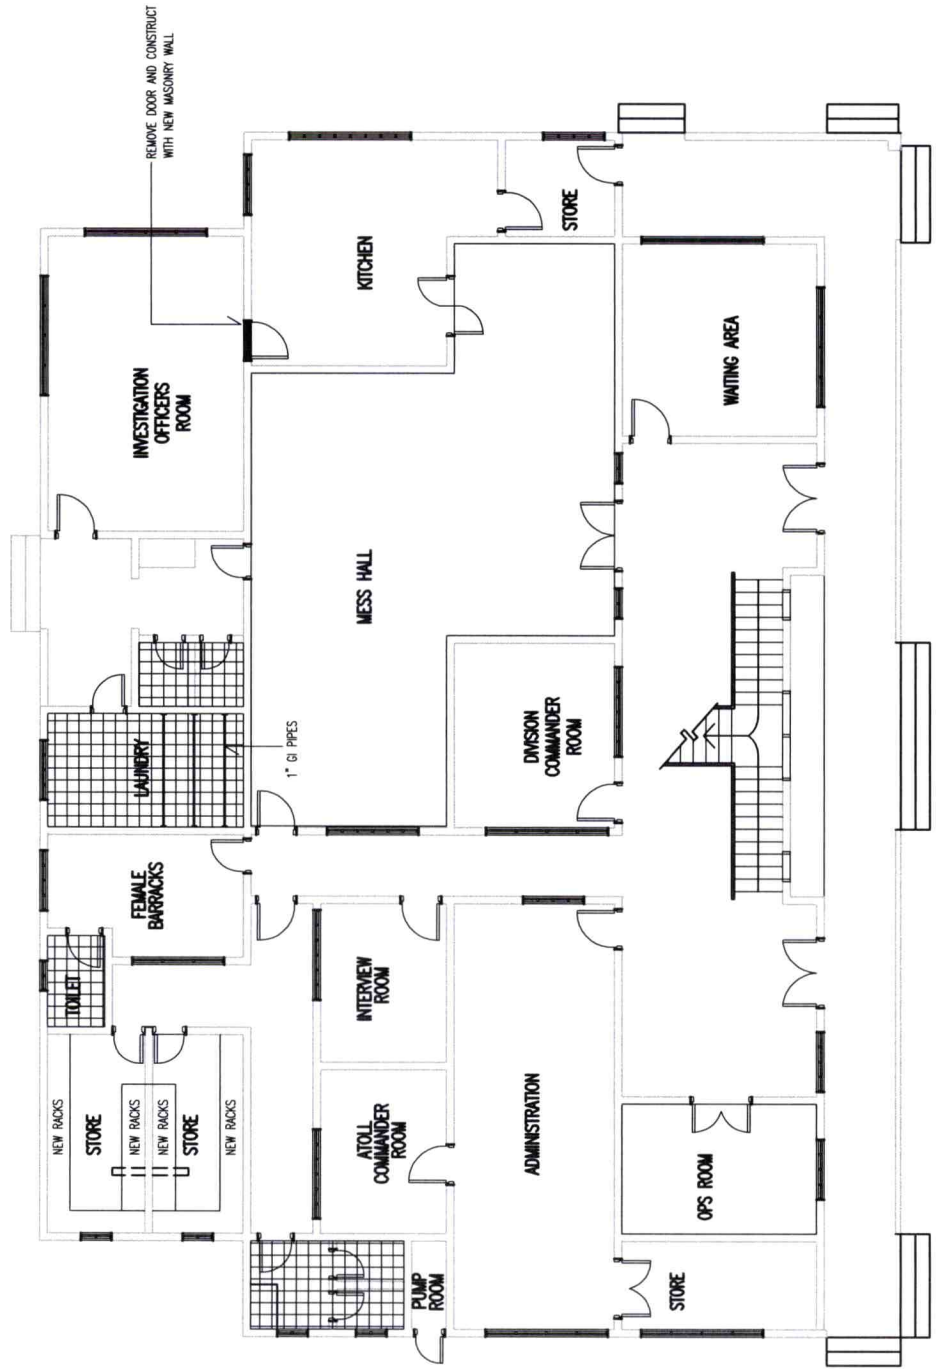 REMOVE DOOR AND CONSTRUCT
WITH NEW MASONRY WALL
INVESTIGATION
OFFICERS
ROOM
KITCHEN
STORE
WAITING AREA
MESS HALL
LAUNDRY
1" GI PIPES
DIVISION
COMMANDER
ROOM
FEMALE
BARRACKS
TOILET
INTERVIEW
ROOM
NEW RACKS
STORE
NEW RACKS
NEW RACKS
STORE
NEW RACKS
ATOLL
COMMANDER
ROOM
ADMINISTRATION
OPS ROOM
PUMP
ROOM
STORE